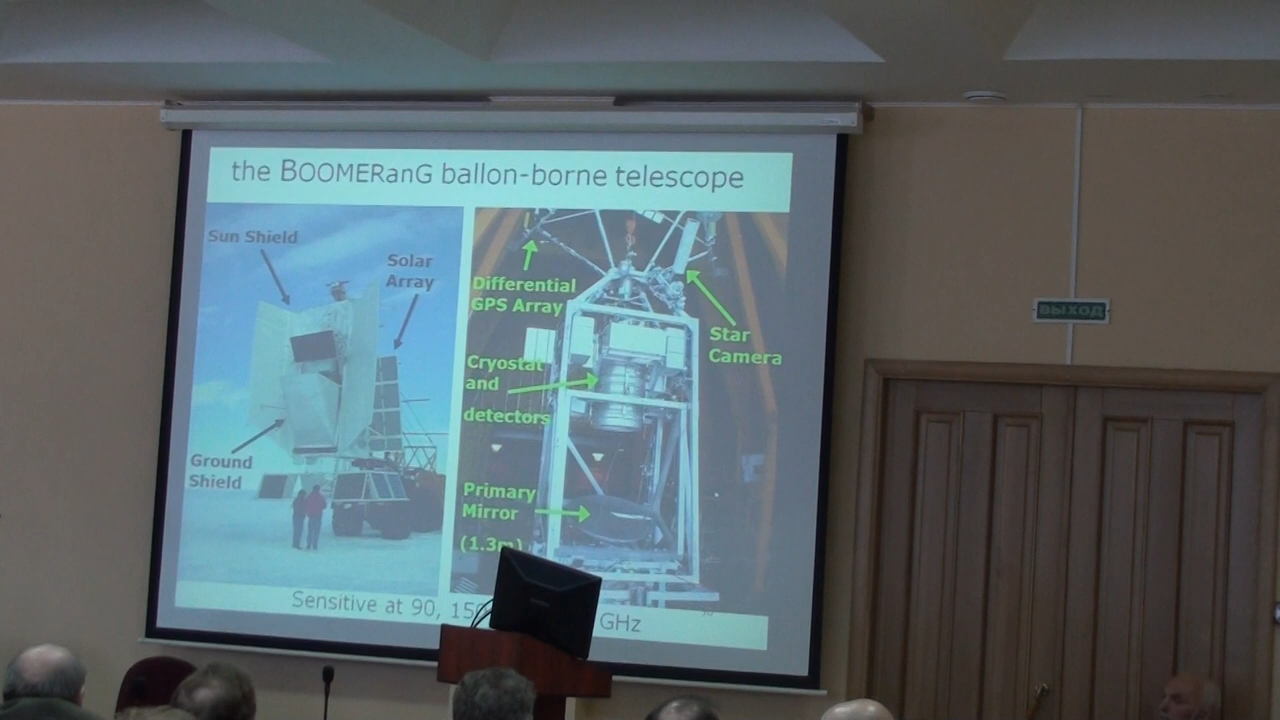 the BOOMERanG ballon-borne telescope
Sun Shield
Solar
Array
Ground
Shield
Differential
GPS Array
Star
Camera
Cryostat
and
detectors
Primary
Mirror
(1.3m)
Sensitive at 90, GHz
ВЫХОД